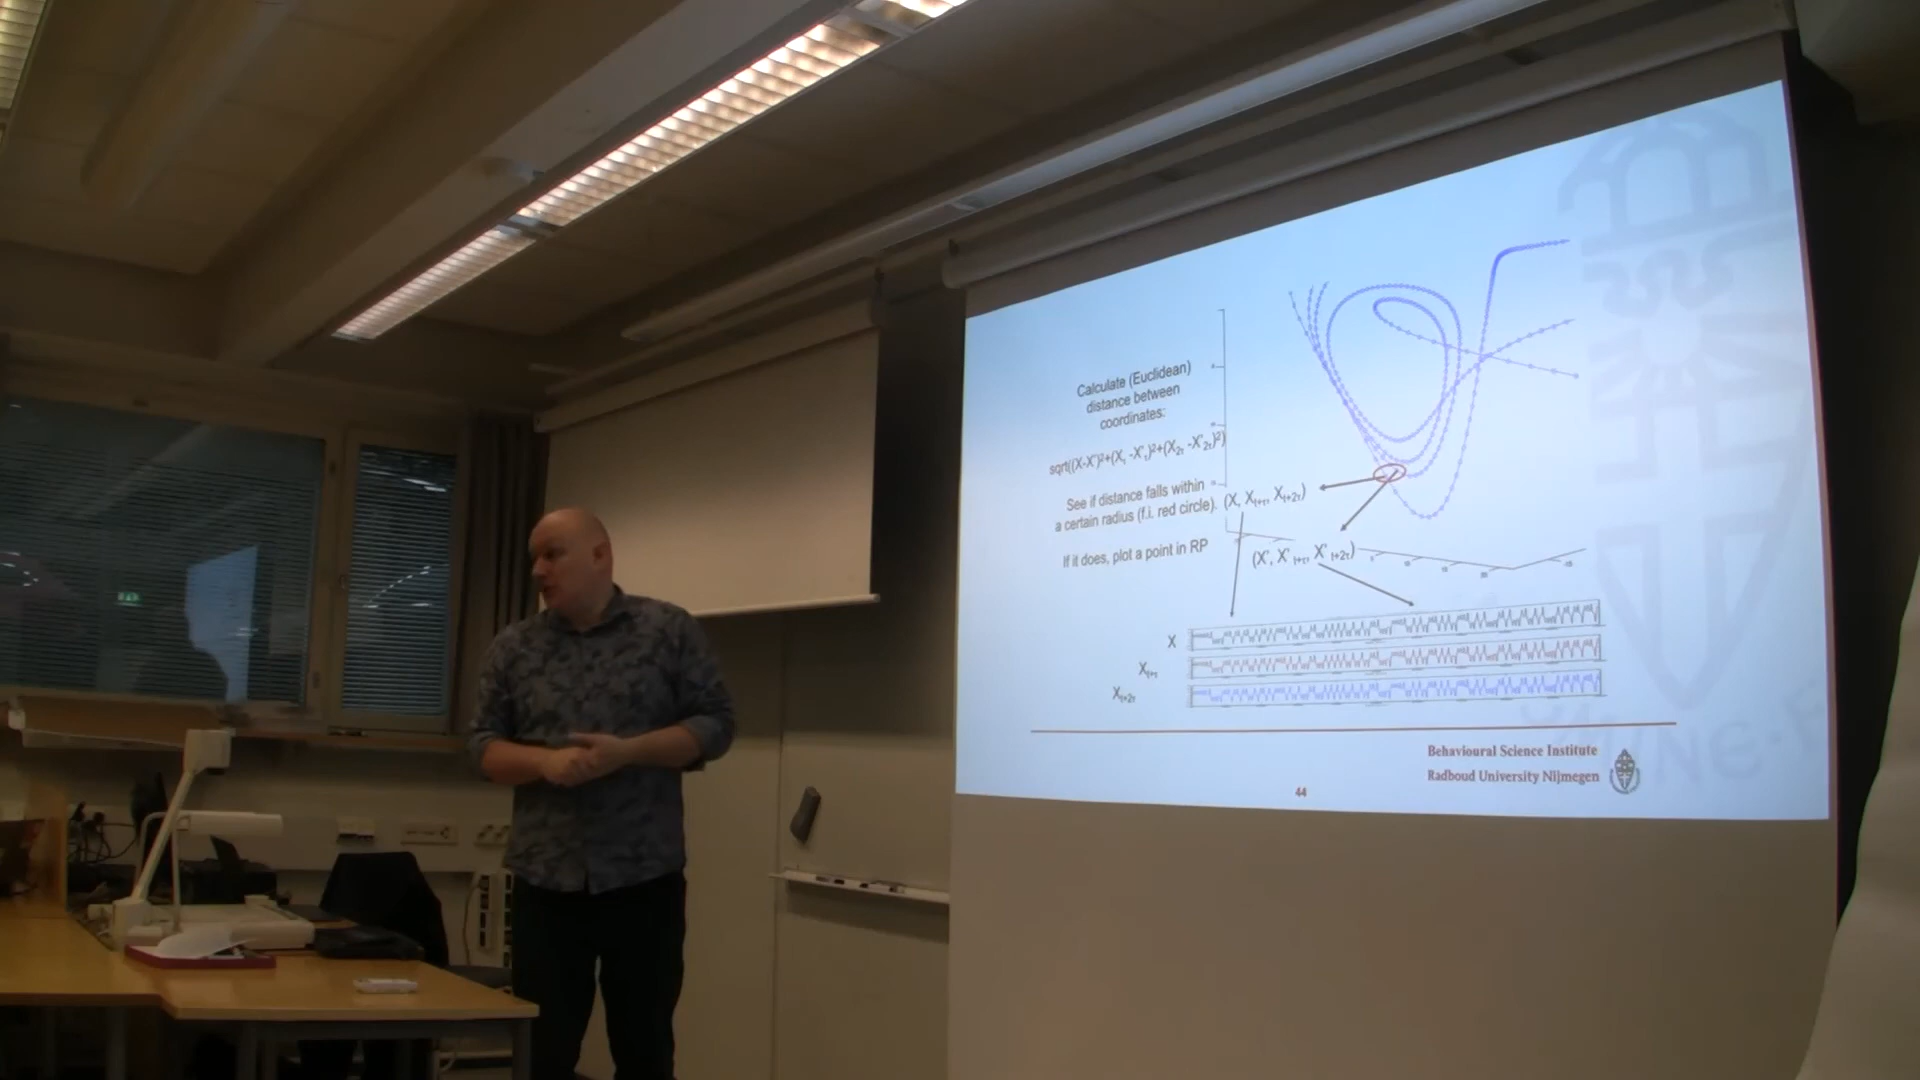 Calculate (Euclidean)
distance between
coordinates:
sqrt((X-X')²+(Xτ -X'τ)²+(X2τ -X'2τ)²)
See if distance falls within
a certain radius (f.i. red circle).
If it does, plot a point in RP
(X, Xt+τ, Xt+2τ)
(X', X' t+τ, X' t+2τ)
X
Xt+τ
Xt+2τ
Behavioural Science Institute
Radboud University Nijmegen
44